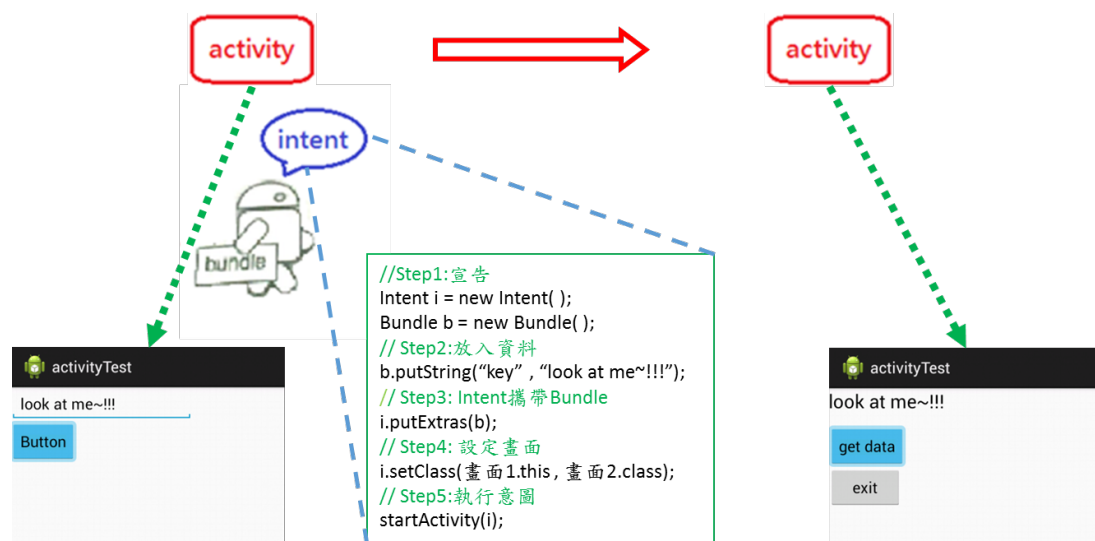 activity
activity
intent
bundle
//Step1:宣告
Intent i = new Intent( );
Bundle b = new Bundle( );
// Step2:放入資料
b.putString(“key” , “look at me~!!!”);
// Step3: Intent攜帶Bundle
i.putExtras(b);
// Step4: 設定畫面
i.setClass(畫面1.this , 畫面2.class);
// Step5:執行意圖
startActivity(i);
activityTest
look at me~!!!
Button
activityTest
look at me~!!!
get data
exit